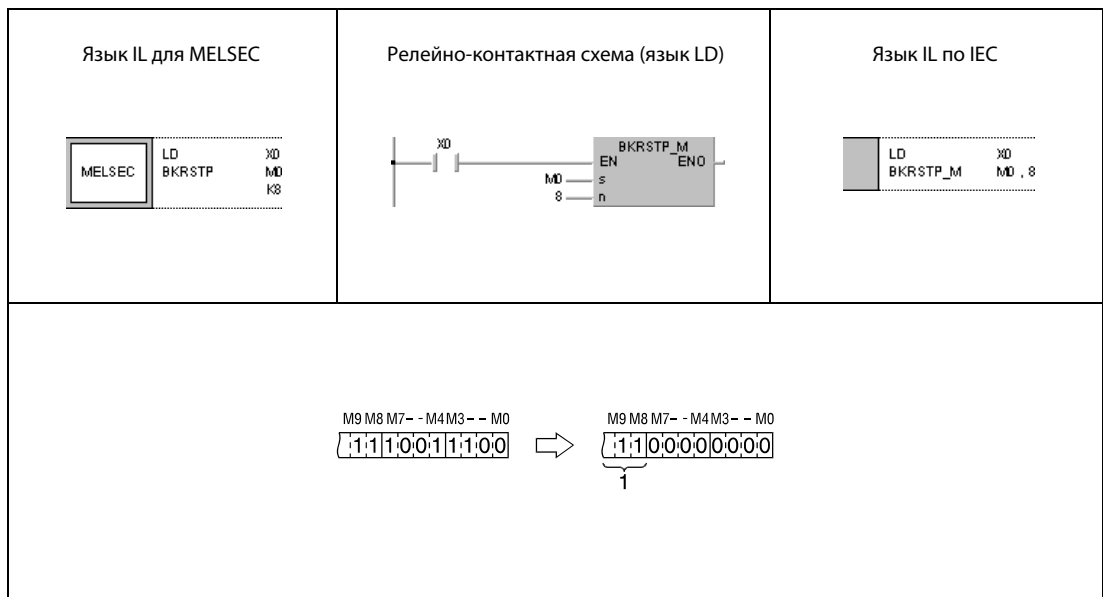 Язык IL для MELSEC
Релейно-контактная схема (язык LD)
Язык IL по IEC
MELSEC
LD X0
BKRSTP M0
K8
X0
BKRSTP_M
EN ENO
M0 s
8 n
LD X0
BKRSTP_M M0 , 8
M9 M8 M7- - M4 M3 - - M0
1 1 1 0 0 1 1 1 0 0
M9 M8 M7- - M4 M3 - - M0
1 1 0 0 0 0 0 0 0 0
1